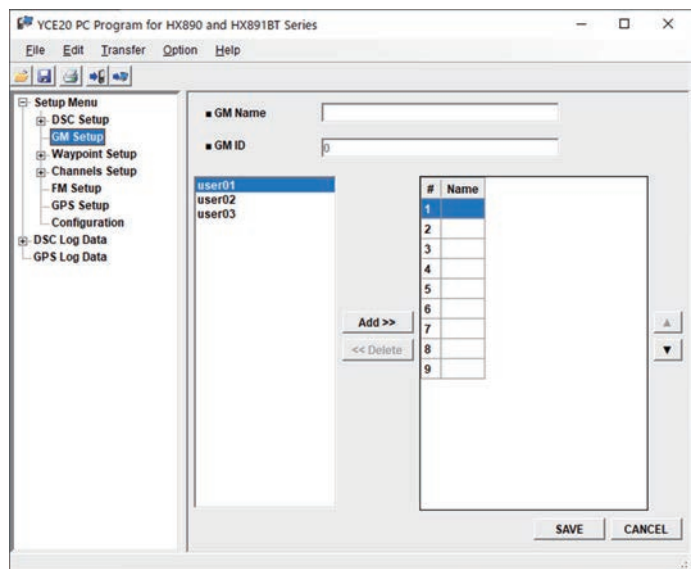 YCE20 PC Program for HX890 and HX891BT Series
File Edit Transfer Option Help
Setup Menu
DSC Setup
GM Setup
Waypoint Setup
Channels Setup
FM Setup
GPS Setup
Configuration
DSC Log Data
GPS Log Data
■ GM Name
■ GM ID 0
user01
user02
user03
# Name
1
2
3
4
5
6
7
8
9
Add >>
<< Delete
▲
▼
SAVE CANCEL